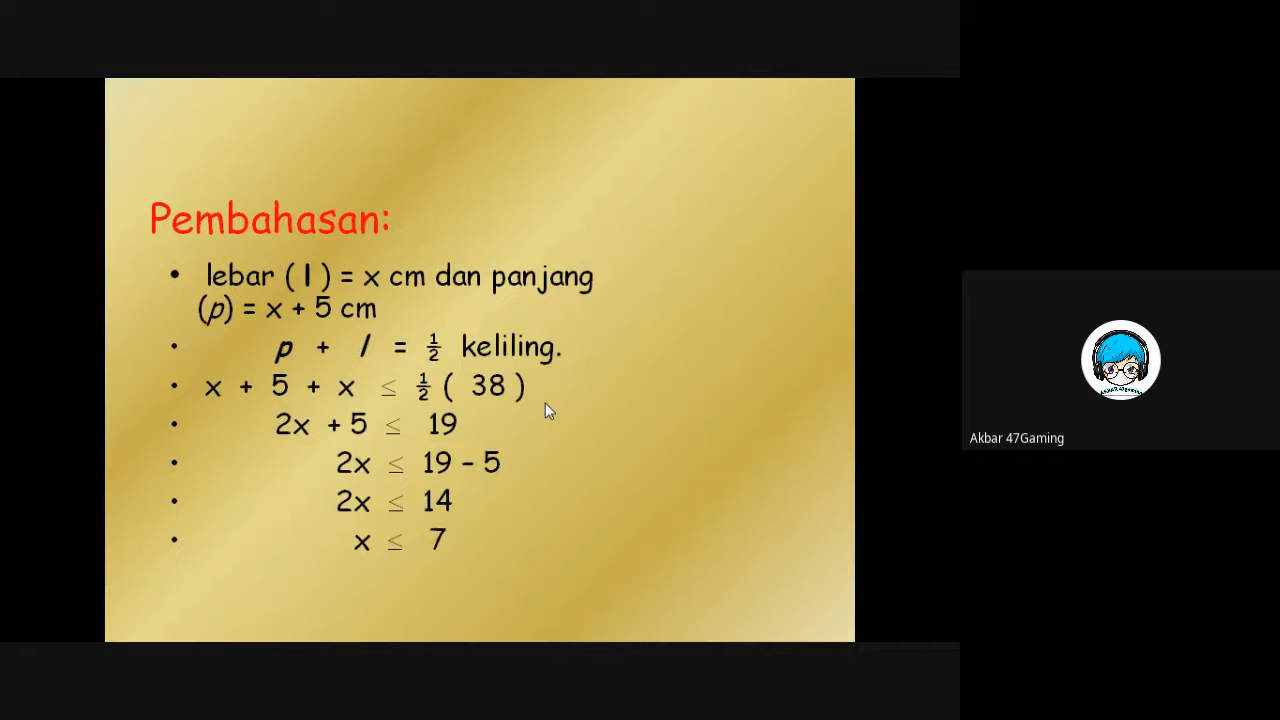 Pembahasan:
• lebar ( l ) = x cm dan panjang
(p) = x + 5 cm
• p + l = ½ keliling.
• x + 5 + x ≤ ½ ( 38 )
• 2x + 5 ≤ 19
• 2x ≤ 19 – 5
• 2x ≤ 14
• x ≤ 7
Akbar 47Gaming